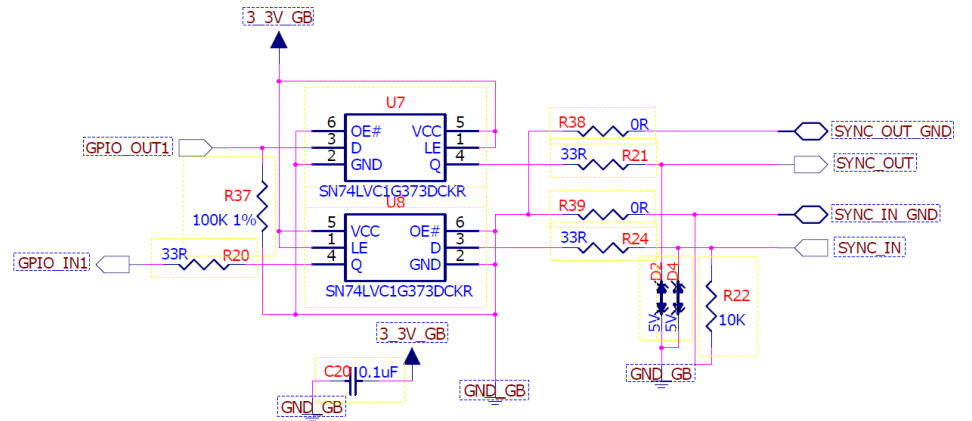 3_3V_GB
U7
6 OE# VCC 5
3 D LE 1
2 GND Q 4
SN74LVC1G373DCKR
GPIO_OUT1
R37
100K 1%
U8
5 VCC OE# 6
1 LE D 3
4 Q GND 2
SN74LVC1G373DCKR
GPIO_IN1
33R R20
R38 0R
SYNC_OUT_GND
33R R21
SYNC_OUT
R39 0R
SYNC_IN_GND
33R R24
SYNC_IN
D2
5V
D4
5V
R22
10K
3_3V_GB
C20 0.1uF
GND_GB
GND_GB
GND_GB